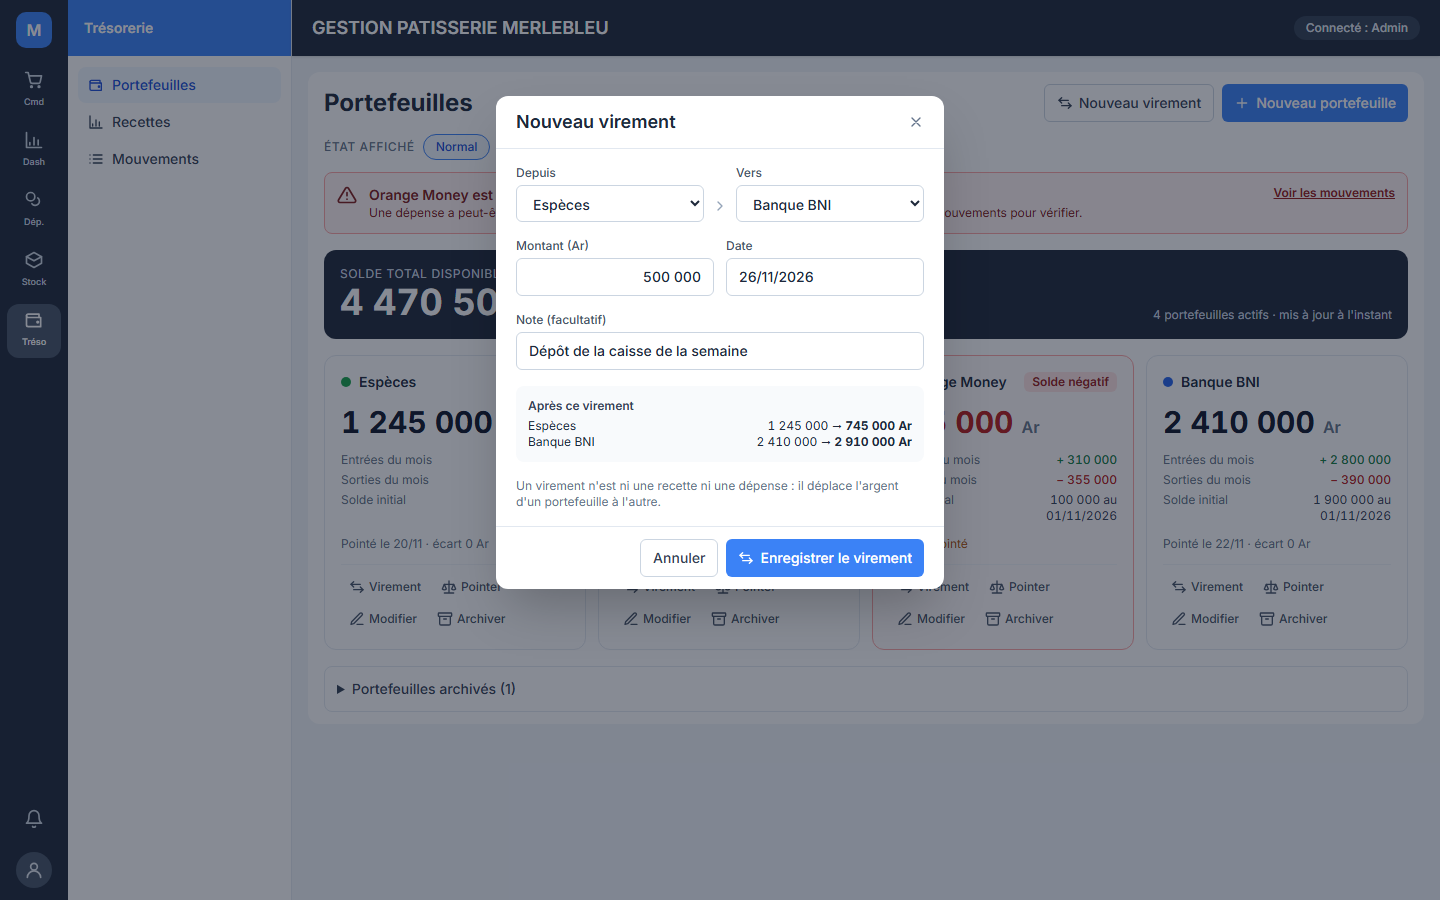 M
Trésorerie
GESTION PATISSERIE MERLEBLEU
Connecté : Admin
Cmd
Dash
Dép.
Stock
Tréso
Portefeuilles
Recettes
Mouvements
Portefeuilles
Nouveau virement
Nouveau portefeuille
ÉTAT AFFICHÉ
Normal
Orange Money est
Voir les mouvements
Une dépense a peut-ê
ouvements pour vérifier.
SOLDE TOTAL DISPONIBL
4 470 50
4 portefeuilles actifs · mis à jour à l'instant
Espèces
1 245 000
Entrées du mois
Sorties du mois
Solde initial
Pointé le 20/11 · écart 0 Ar
Virement
Pointer
Modifier
Archiver
Virement
Pointer
Modifier
Archiver
ge Money
Solde négatif
000 Ar
u mois + 310 000
mois − 355 000
al 100 000 au
01/11/2026
ointé
Virement
Pointer
Modifier
Archiver
Banque BNI
2 410 000 Ar
Entrées du mois + 2 800 000
Sorties du mois − 390 000
Solde initial 1 900 000 au
01/11/2026
Pointé le 22/11 · écart 0 Ar
Virement
Pointer
Modifier
Archiver
Portefeuilles archivés (1)
Nouveau virement
Depuis
Vers
Espèces
Banque BNI
Montant (Ar)
Date
500 000
26/11/2026
Note (facultatif)
Dépôt de la caisse de la semaine
Après ce virement
Espèces 1 245 000 → 745 000 Ar
Banque BNI 2 410 000 → 2 910 000 Ar
Un virement n'est ni une recette ni une dépense : il déplace l'argent
d'un portefeuille à l'autre.
Annuler
Enregistrer le virement